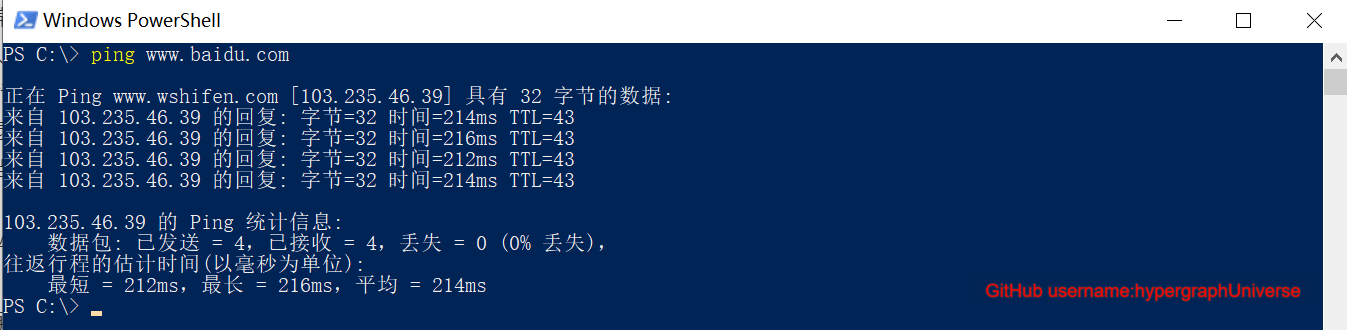 Windows PowerShell
PS C:\> ping www.baidu.com
正在 Ping www.wshifen.com [103.235.46.39] 具有 32 字节的数据:
来自 103.235.46.39 的回复: 字节=32 时间=214ms TTL=43
来自 103.235.46.39 的回复: 字节=32 时间=216ms TTL=43
来自 103.235.46.39 的回复: 字节=32 时间=212ms TTL=43
来自 103.235.46.39 的回复: 字节=32 时间=214ms TTL=43
103.235.46.39 的 Ping 统计信息:
数据包: 已发送 = 4，已接收 = 4，丢失 = 0 (0% 丢失)，
往返行程的估计时间(以毫秒为单位):
最短 = 212ms，最长 = 216ms，平均 = 214ms
PS C:\>
GitHub username:hypergraphUniverse